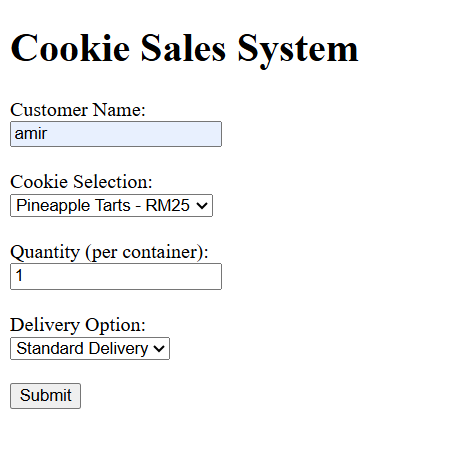 Cookie Sales System
Customer Name:
amir
Cookie Selection:
Pineapple Tarts - RM25
Quantity (per container):
1
Delivery Option:
Standard Delivery
Submit